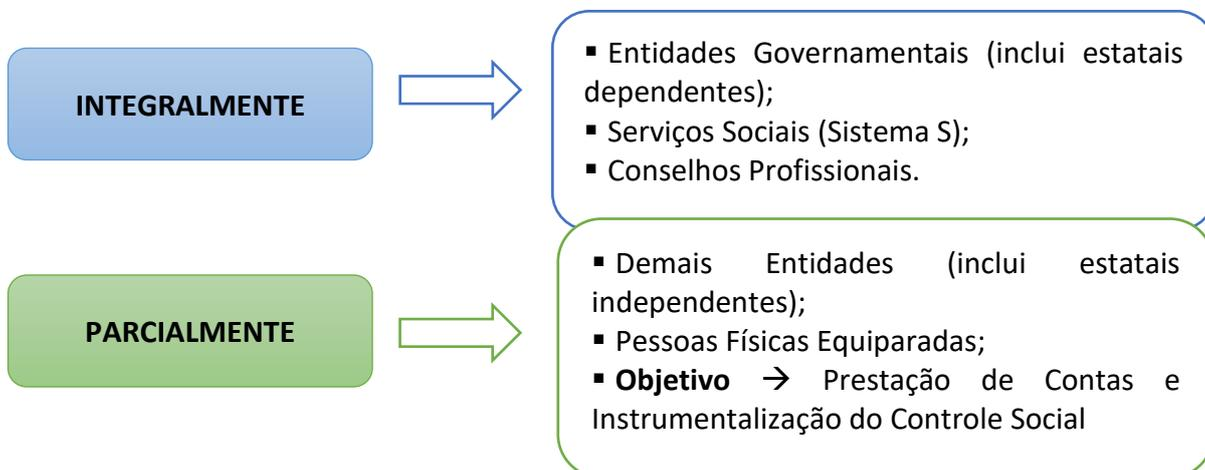 INTEGRALMENTE
▪ Entidades Governamentais (inclui estatais
dependentes);
▪ Serviços Sociais (Sistema S);
▪ Conselhos Profissionais.
PARCIALMENTE
▪ Demais Entidades (inclui estatais
independentes);
▪ Pessoas Físicas Equiparadas;
▪ Objetivo → Prestação de Contas e
Instrumentalização do Controle Social